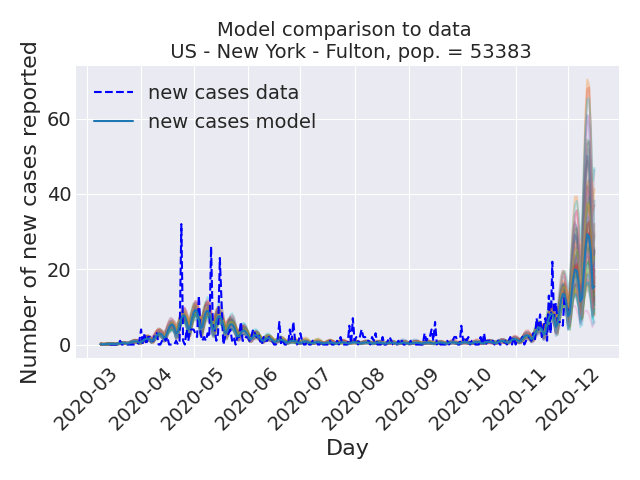 Model comparison to data
US - New York - Fulton, pop. = 53383
Number of new cases reported
60
40
20
0
new cases data
new cases model
2020-03
2020-04
2020-05
2020-06
2020-07
2020-08
2020-09
2020-10
2020-11
2020-12
Day